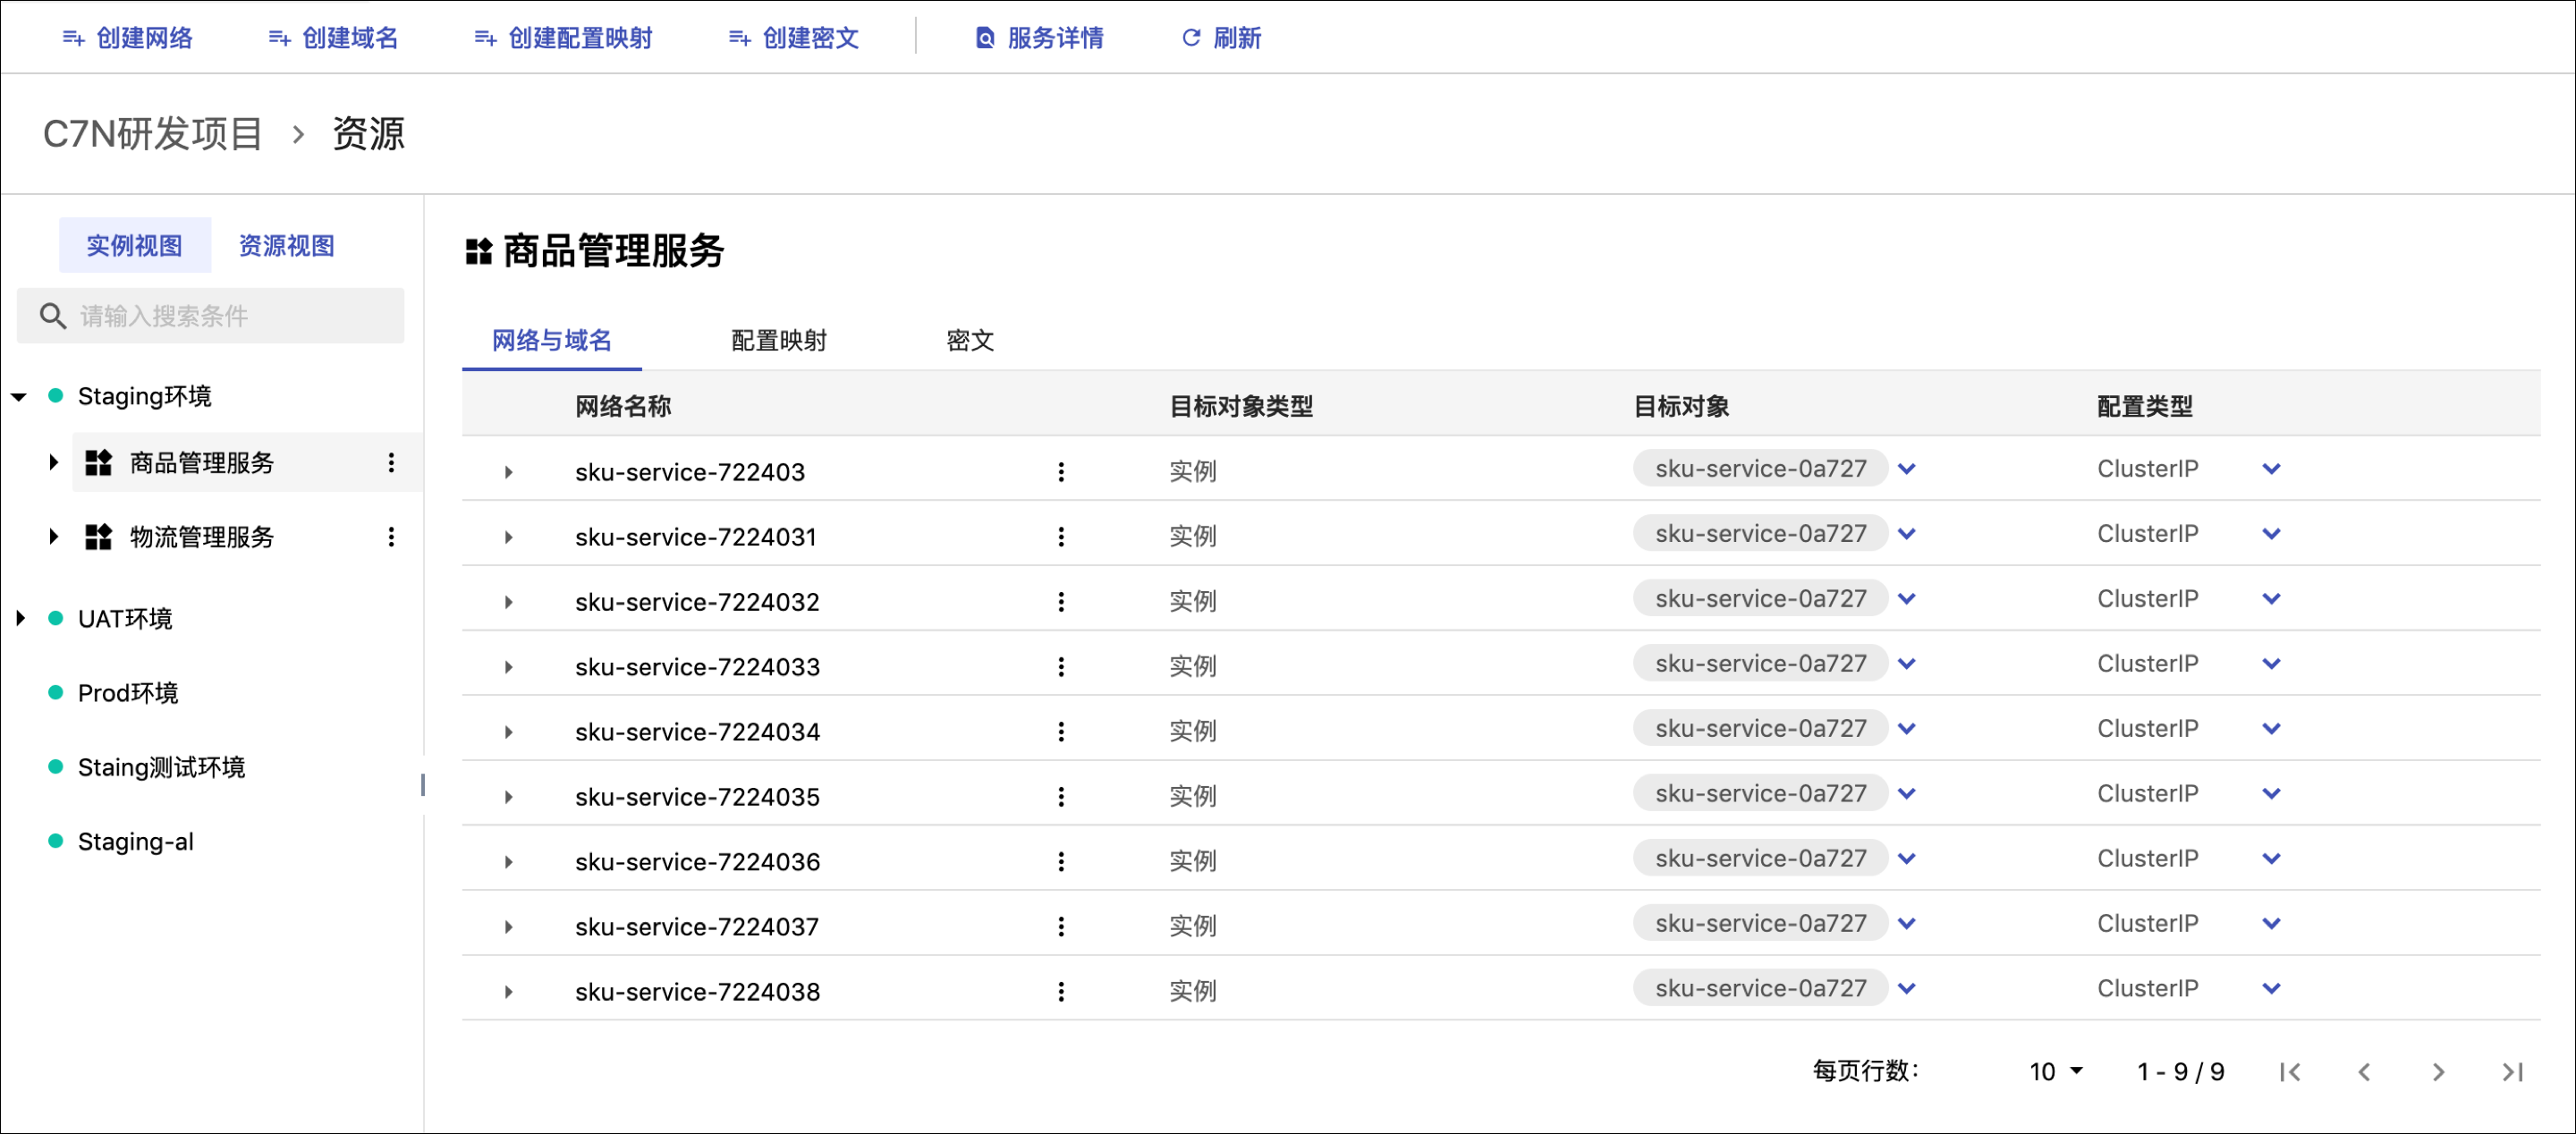 创建网络 创建域名 创建配置映射 创建密文 服务详情 刷新
C7N研发项目 > 资源
实例视图 资源视图
请输入搜索条件
Staging环境
商品管理服务
物流管理服务
UAT环境
Prod环境
Staing测试环境
Staging-al
商品管理服务
网络与域名 配置映射 密文
网络名称 目标对象类型 目标对象 配置类型
sku-service-722403 实例 sku-service-0a727 ClusterIP
sku-service-7224031 实例 sku-service-0a727 ClusterIP
sku-service-7224032 实例 sku-service-0a727 ClusterIP
sku-service-7224033 实例 sku-service-0a727 ClusterIP
sku-service-7224034 实例 sku-service-0a727 ClusterIP
sku-service-7224035 实例 sku-service-0a727 ClusterIP
sku-service-7224036 实例 sku-service-0a727 ClusterIP
sku-service-7224037 实例 sku-service-0a727 ClusterIP
sku-service-7224038 实例 sku-service-0a727 ClusterIP
每页行数： 10 1 - 9 / 9